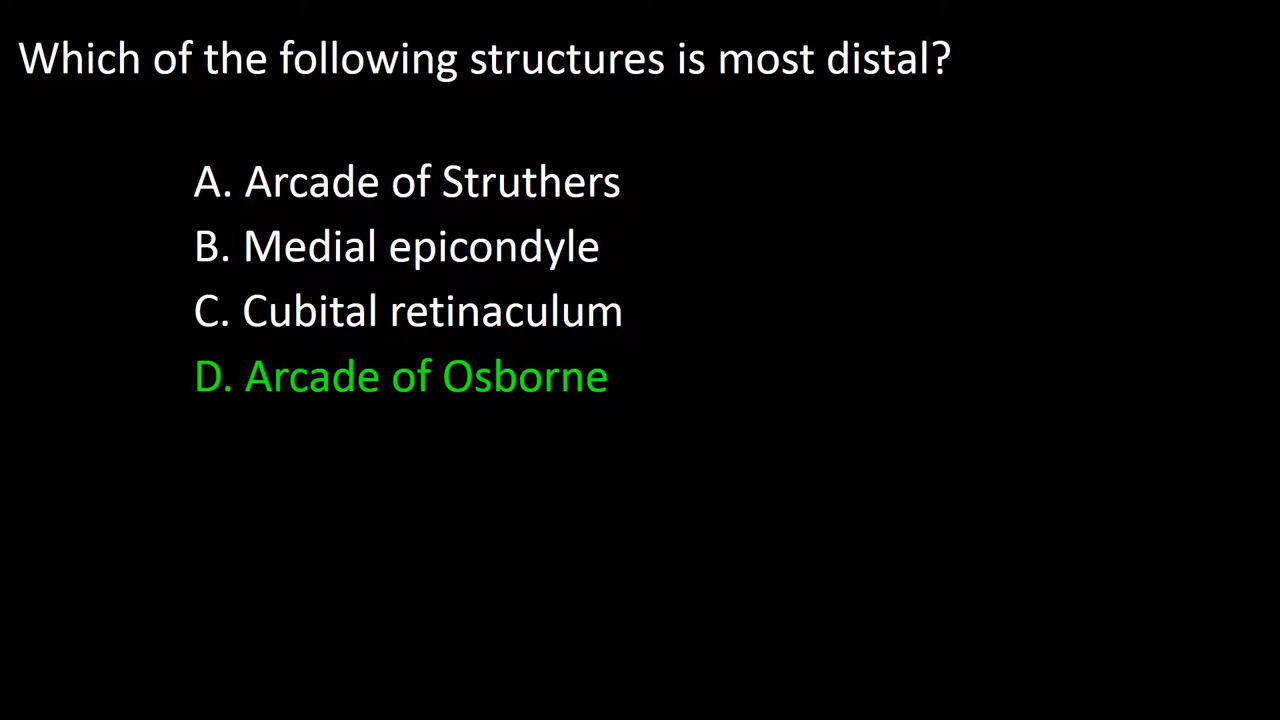 Which of the following structures is most distal?
A. Arcade of Struthers
B. Medial epicondyle
C. Cubital retinaculum
D. Arcade of Osborne